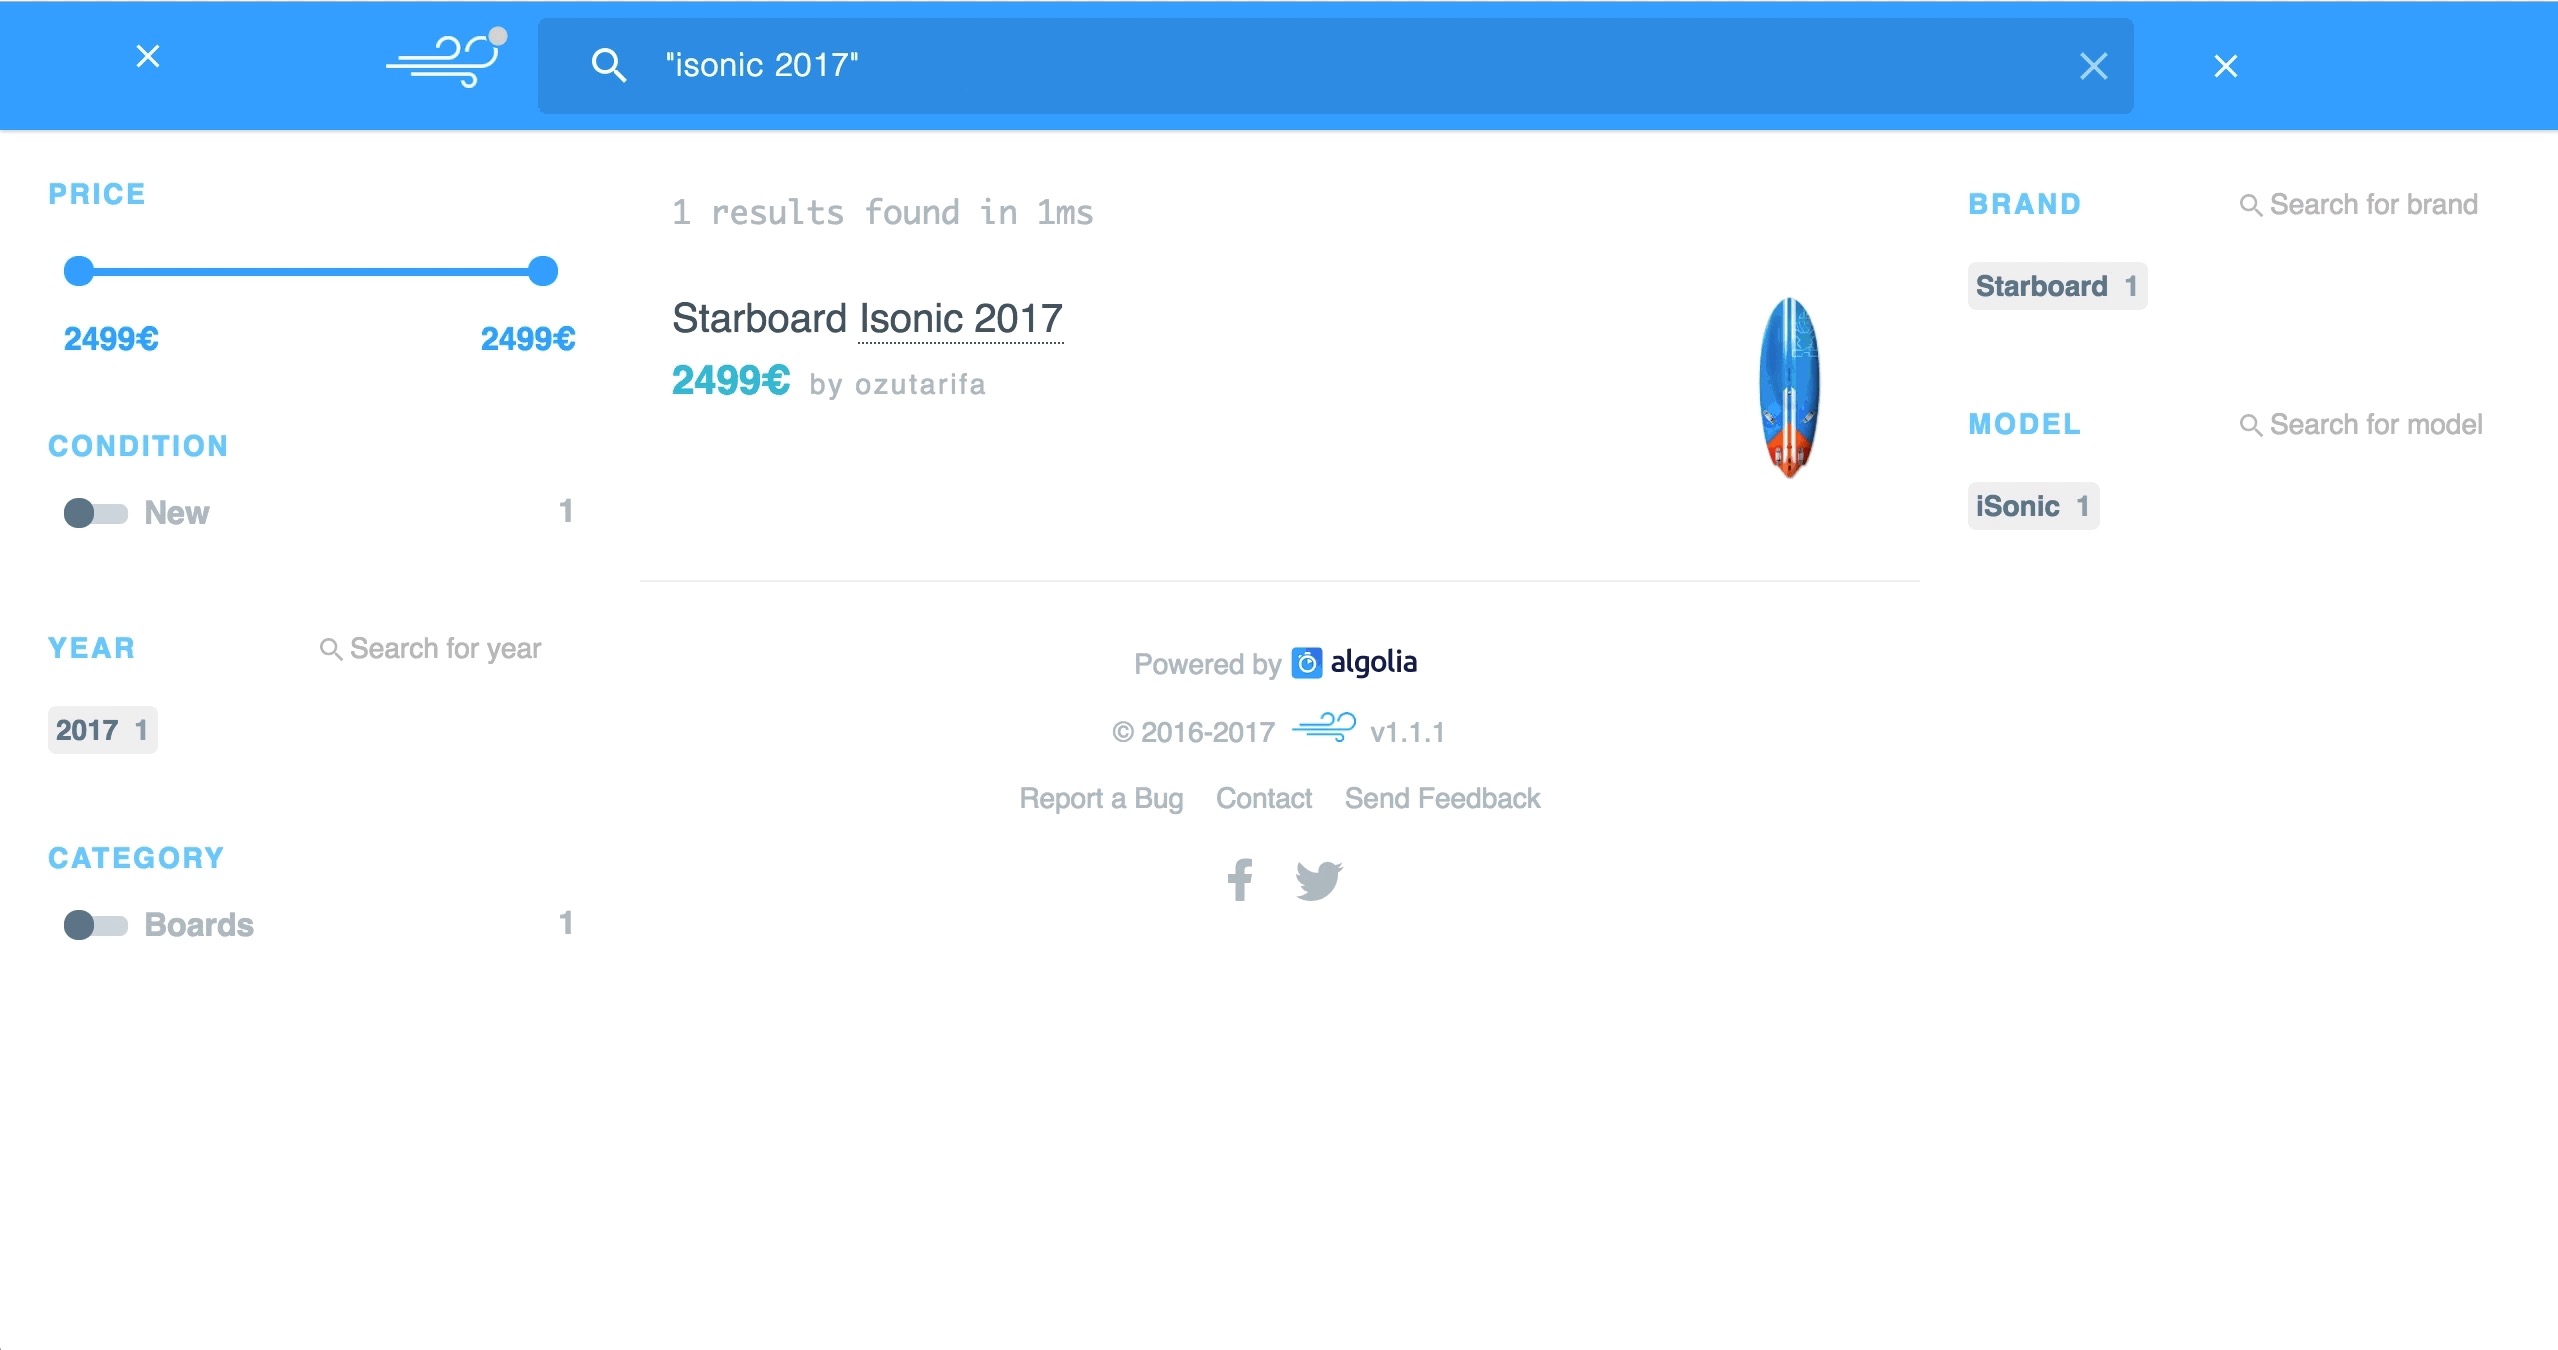 "isonic 2017"
PRICE
2499€ 2499€
CONDITION
New 1
YEAR Search for year
2017 1
CATEGORY
Boards 1
1 results found in 1ms
Starboard Isonic 2017
2499€ by ozutarifa
Powered by algolia
© 2016-2017 v1.1.1
Report a Bug Contact Send Feedback
BRAND Search for brand
Starboard 1
MODEL Search for model
iSonic 1